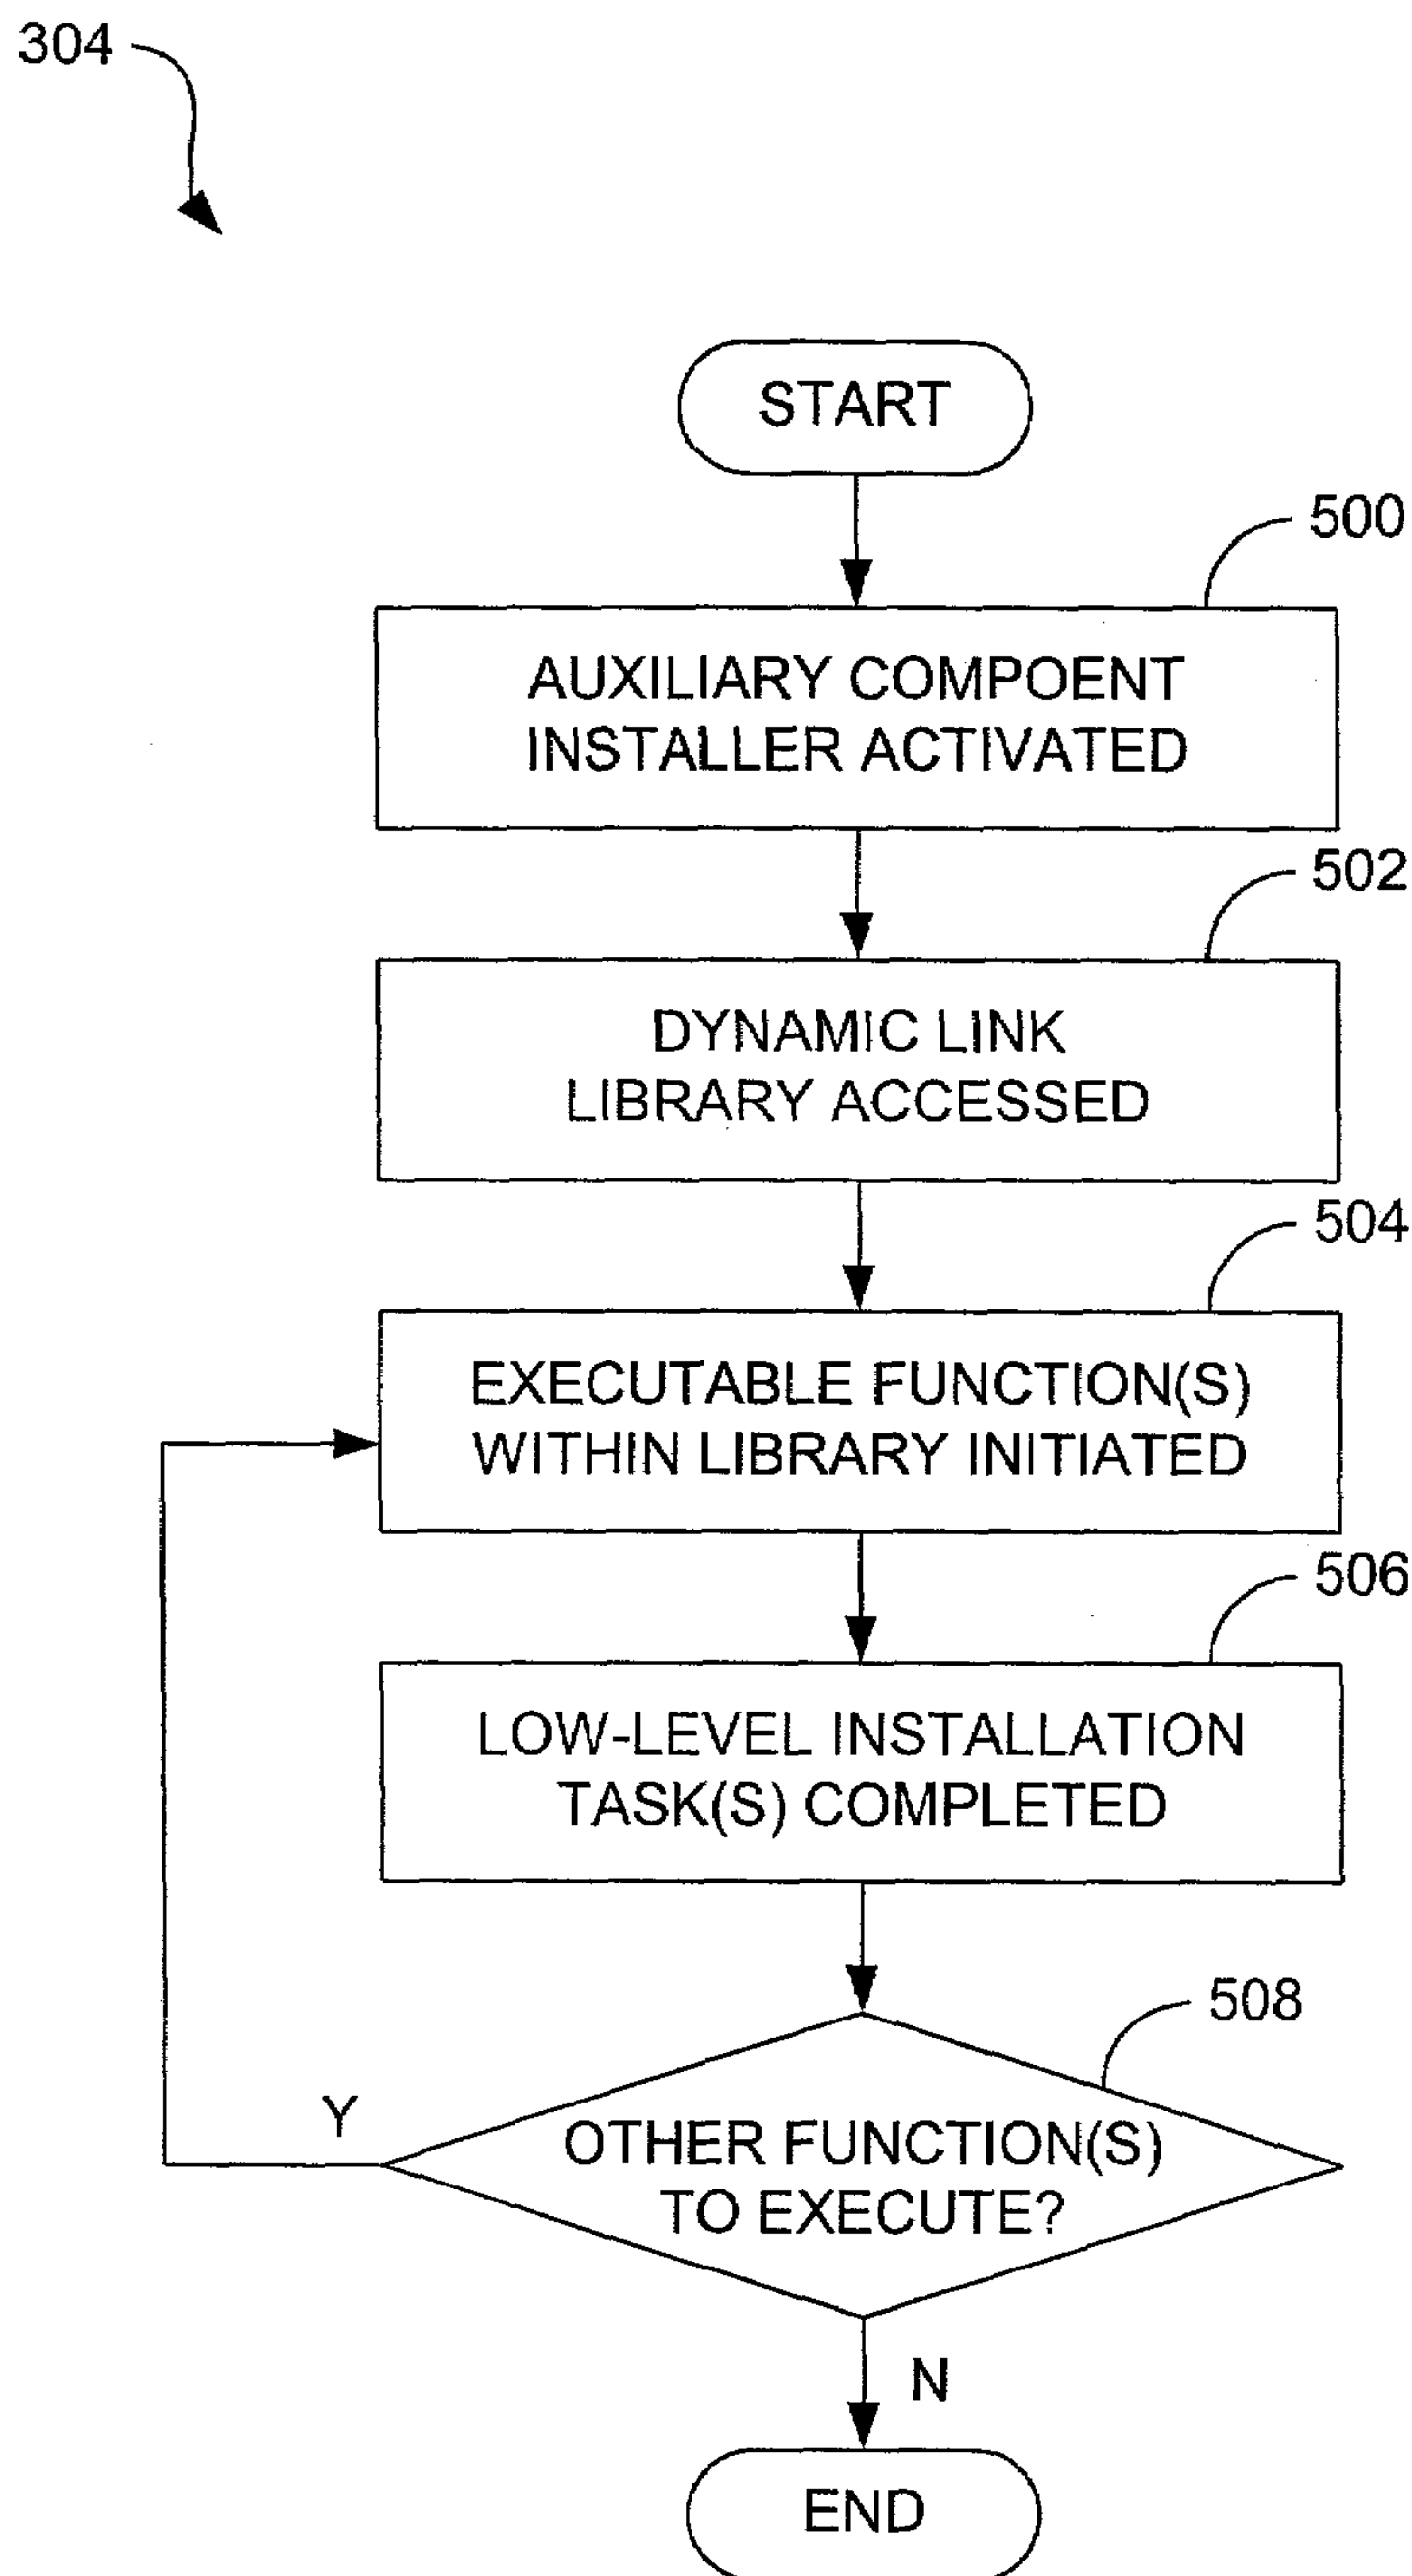 304
START
500
AUXILIARY COMPOENT
INSTALLER ACTIVATED
502
DYNAMIC LINK
LIBRARY ACCESSED
504
EXECUTABLE FUNCTION(S)
WITHIN LIBRARY INITIATED
506
LOW-LEVEL INSTALLATION
TASK(S) COMPLETED
508
Y
OTHER FUNCTION(S)
TO EXECUTE?
N
END